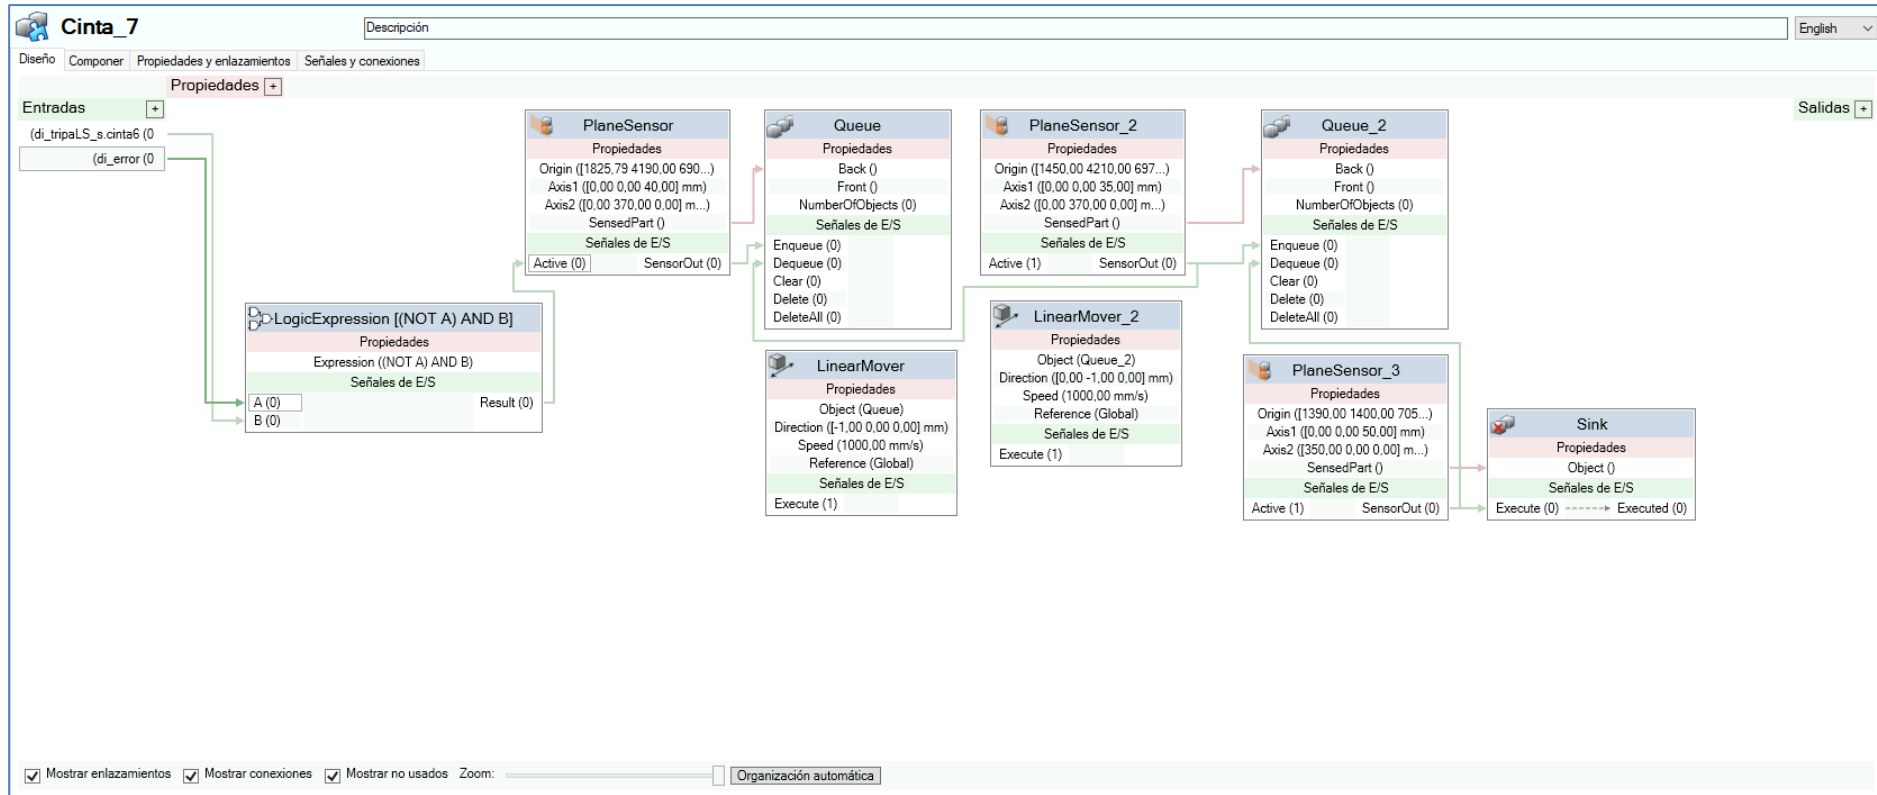 Cinta_7
Descripción
English
Diseño
Componer
Propiedades y enlazamientos
Señales y conexiones
Propiedades +
Entradas +
Salidas +
(di_tripaLS_s.cinta6 (0
(di_error (0
LogicExpression [(NOT A) AND B]
Propiedades
Expression ((NOT A) AND B)
Señales de E/S
A (0)
Result (0)
B (0)
PlaneSensor
Propiedades
Origin ([1825,79 4190,00 690...)
Axis1 ([0,00 0,00 40,00] mm)
Axis2 ([0,00 370,00 0,00] m...)
SensedPart ()
Señales de E/S
Active (0)
SensorOut (0)
Queue
Propiedades
Back ()
Front ()
NumberOfObjects (0)
Señales de E/S
Enqueue (0)
Dequeue (0)
Clear (0)
Delete (0)
DeleteAll (0)
LinearMover
Propiedades
Object (Queue)
Direction ([-1,00 0,00 0,00] mm)
Speed (1000,00 mm/s)
Reference (Global)
Señales de E/S
Execute (1)
PlaneSensor_2
Propiedades
Origin ([1450,00 4210,00 697...)
Axis1 ([0,00 0,00 35,00] mm)
Axis2 ([0,00 370,00 0,00] m...)
SensedPart ()
Señales de E/S
Active (1)
SensorOut (0)
LinearMover_2
Propiedades
Object (Queue_2)
Direction ([0,00 -1,00 0,00] mm)
Speed (1000,00 mm/s)
Reference (Global)
Señales de E/S
Execute (1)
Queue_2
Propiedades
Back ()
Front ()
NumberOfObjects (0)
Señales de E/S
Enqueue (0)
Dequeue (0)
Clear (0)
Delete (0)
DeleteAll (0)
PlaneSensor_3
Propiedades
Origin ([1390,00 1400,00 705...)
Axis1 ([0,00 0,00 50,00] mm)
Axis2 ([350,00 0,00 0,00] m...)
SensedPart ()
Señales de E/S
Active (1)
SensorOut (0)
Sink
Propiedades
Object ()
Señales de E/S
Execute (0)
Executed (0)
Mostrar enlazamientos
Mostrar conexiones
Mostrar no usados
Zoom:
Organización automática